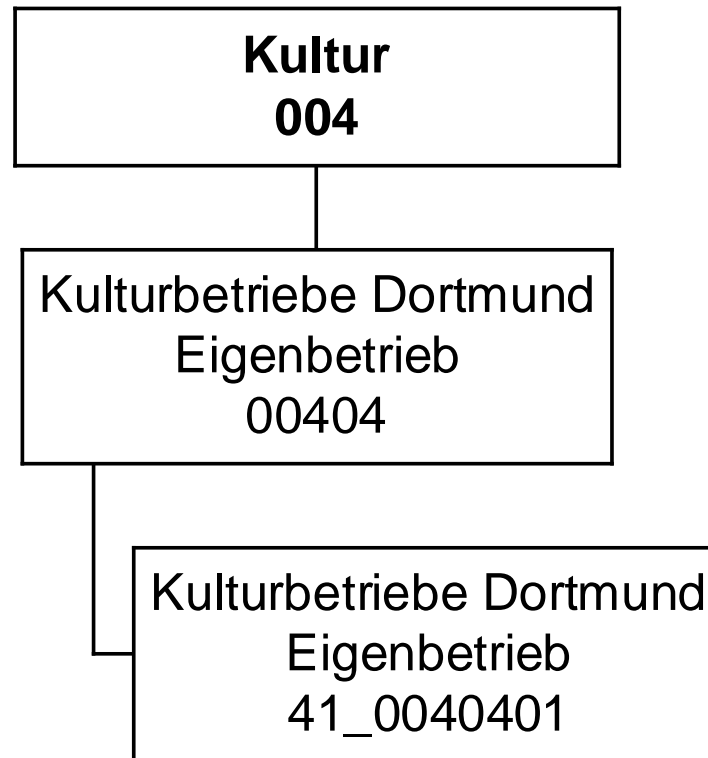 Kultur
004
Kulturbetriebe Dortmund
Eigenbetrieb
00404
Kulturbetriebe Dortmund
Eigenbetrieb
41_0040401